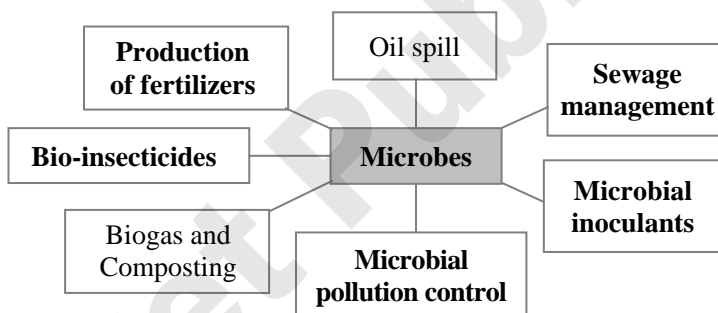 Production
of fertilizers
Oil spill
Sewage
management
Bio-insecticides
Microbes
Microbial
inoculants
Biogas and
Composting
Microbial
pollution control